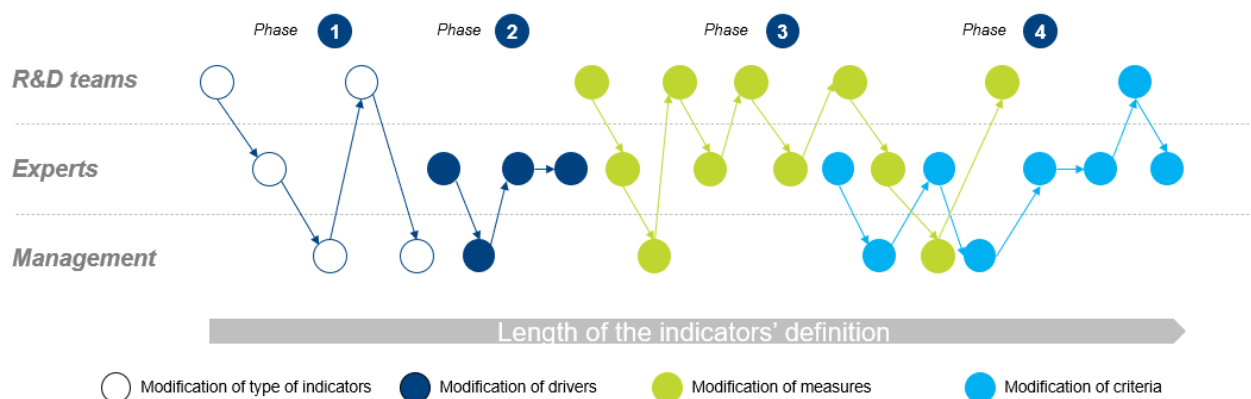 Phase 1 Phase 2 Phase 3 Phase 4
R&D teams
Experts
Management
Length of the indicators' definition
Modification of type of indicators Modification of drivers Modification of measures Modification of criteria